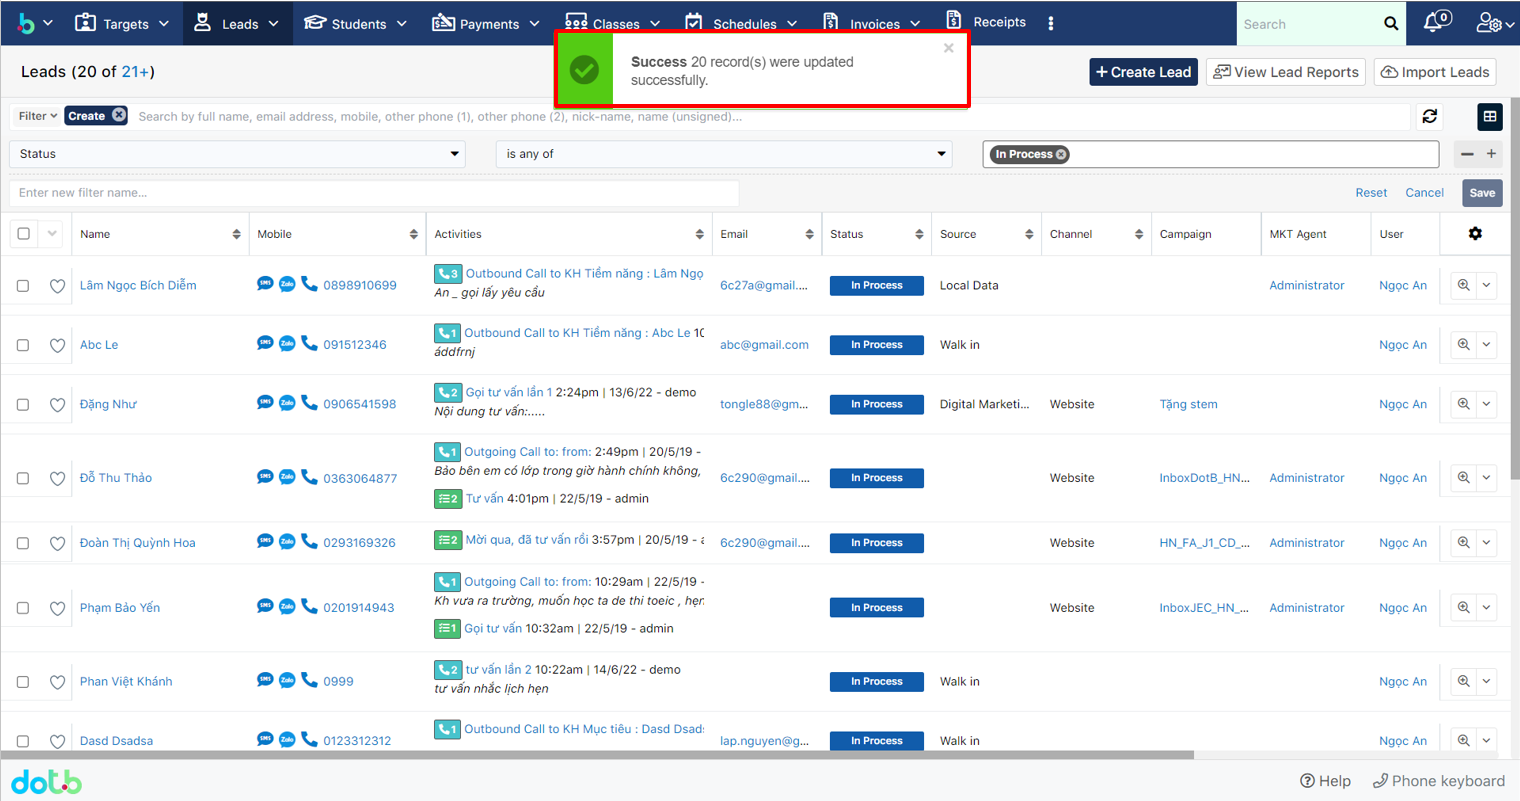 Targets
Leads
Students
Payments
Classes
Schedules
Invoices
Receipts
Search
0
Leads (20 of 21+)
Success 20 record(s) were updated
successfully.
×
+ Create Lead
View Lead Reports
Import Leads
Filter
Create
Search by full name, email address, mobile, other phone (1), other phone (2), nick-name, name (unsigned)...
Status
is any of
In Process
Enter new filter name...
Reset
Cancel
Save
Name
Mobile
Activities
Email
Status
Source
Channel
Campaign
MKT Agent
User
Lâm Ngọc Bích Diễm
SMS Zalo 0898910699
3 Outbound Call to KH Tiềm năng : Lâm Ngọ
An _ gọi lấy yêu cầu
6c27a@gmail....
In Process
Local Data
Administrator
Ngọc An
Abc Le
SMS Zalo 091512346
1 Outbound Call to KH Tiềm năng : Abc Le 10
áddfrnj
abc@gmail.com
In Process
Walk in
Ngọc An
Đặng Như
SMS Zalo 0906541598
2 Gọi tư vấn lần 1 2:24pm | 13/6/22 - demo
Nội dung tư vấn:.....
tongle88@gm...
In Process
Digital Marketi...
Website
Tặng stem
Ngọc An
Đỗ Thu Thảo
SMS Zalo 0363064877
1 Outgoing Call to: from: 2:49pm | 20/5/19 -
Bảo bên em có lớp trong giờ hành chính không,
2 Tư vấn 4:01pm | 22/5/19 - admin
6c290@gmail....
In Process
Website
InboxDotB_HN...
Administrator
Ngọc An
Đoàn Thị Quỳnh Hoa
SMS Zalo 0293169326
2 Mời qua, đã tư vấn rồi 3:57pm | 20/5/19 - a
6c290@gmail....
In Process
Website
HN_FA_J1_CD_...
Administrator
Ngọc An
Phạm Bảo Yến
SMS Zalo 0201914943
1 Outgoing Call to: from: 10:29am | 22/5/19 -
Kh vưa ra trường, muốn học ta de thi toeic , hẹn
1 Gọi tư vấn 10:32am | 22/5/19 - admin
In Process
Website
InboxJEC_HN_...
Administrator
Ngọc An
Phan Việt Khánh
SMS Zalo 0999
2 tư vấn lần 2 10:22am | 14/6/22 - demo
tư vấn nhắc lịch hẹn
In Process
Walk in
Ngọc An
Dasd Dsadsa
SMS Zalo 0123312312
1 Outbound Call to KH Mục tiêu : Dasd Dsads
lap.nguyen@g...
In Process
Walk in
Ngọc An
dot.b
Help
Phone keyboard